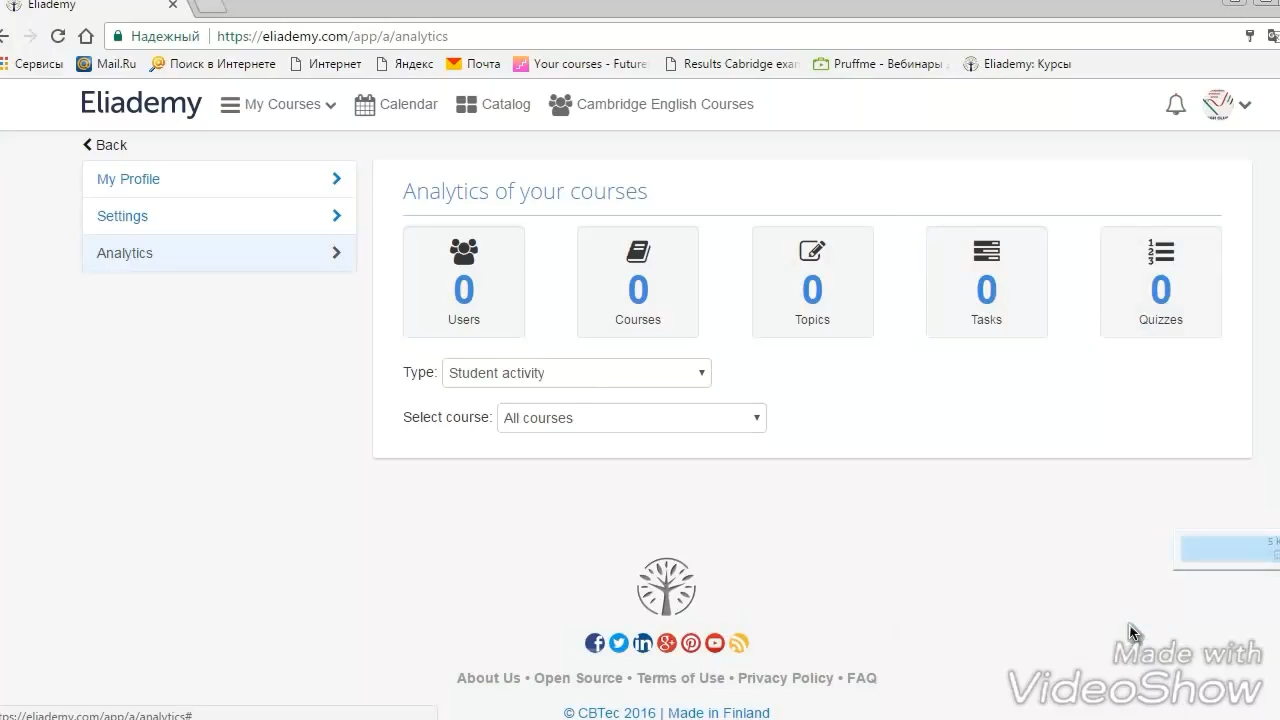 Eliademy
Надежный https://eliademy.com/app/a/analytics
Сервисы Mail.Ru Поиск в Интернете Интернет Яндекс Почта Your courses - Future Results Cabridge exam Pruffme - Вебинары Eliademy: Курсы
Eliademy My Courses Calendar Catalog Cambridge English Courses
Back
My Profile
Settings
Analytics
Analytics of your courses
0 0 0 0 0
Users Courses Topics Tasks Quizzes
Type: Student activity
Select course: All courses
Made with
VideoShow
About Us • Open Source • Terms of Use • Privacy Policy • FAQ
© CBTec 2016 | Made in Finland
tps://eliademy.com/app/a/analytics#